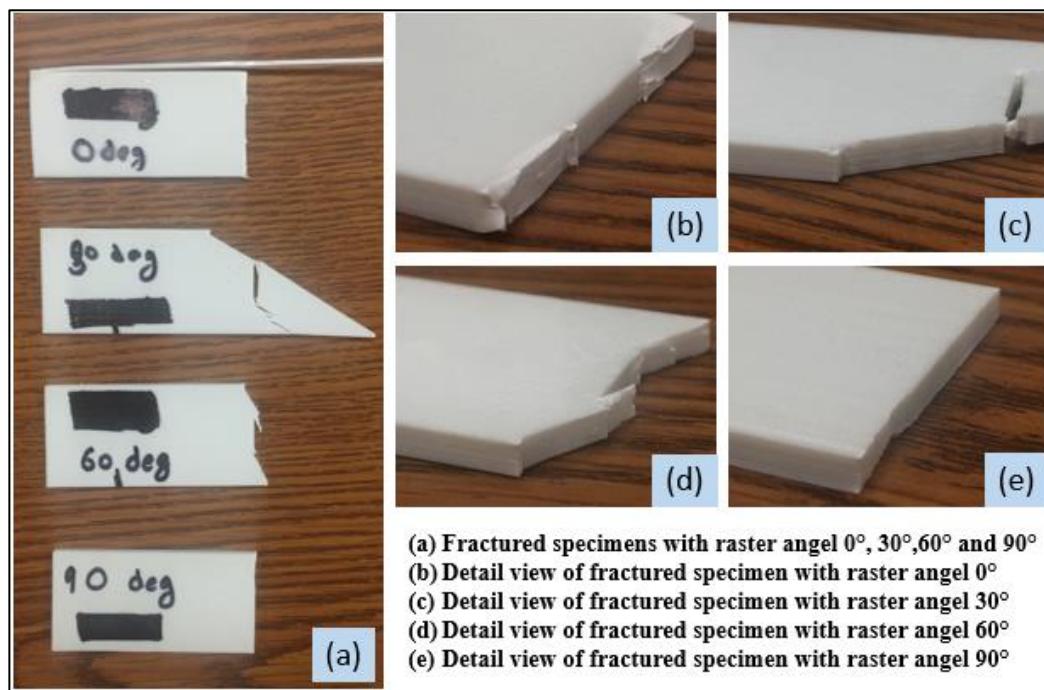 0 deg
30 deg
60 deg
90 deg
(a)
(b)
(c)
(d)
(e)
(a) Fractured specimens with raster angel 0°, 30°,60° and 90°
(b) Detail view of fractured specimen with raster angel 0°
(c) Detail view of fractured specimen with raster angel 30°
(d) Detail view of fractured specimen with raster angel 60°
(e) Detail view of fractured specimen with raster angel 90°